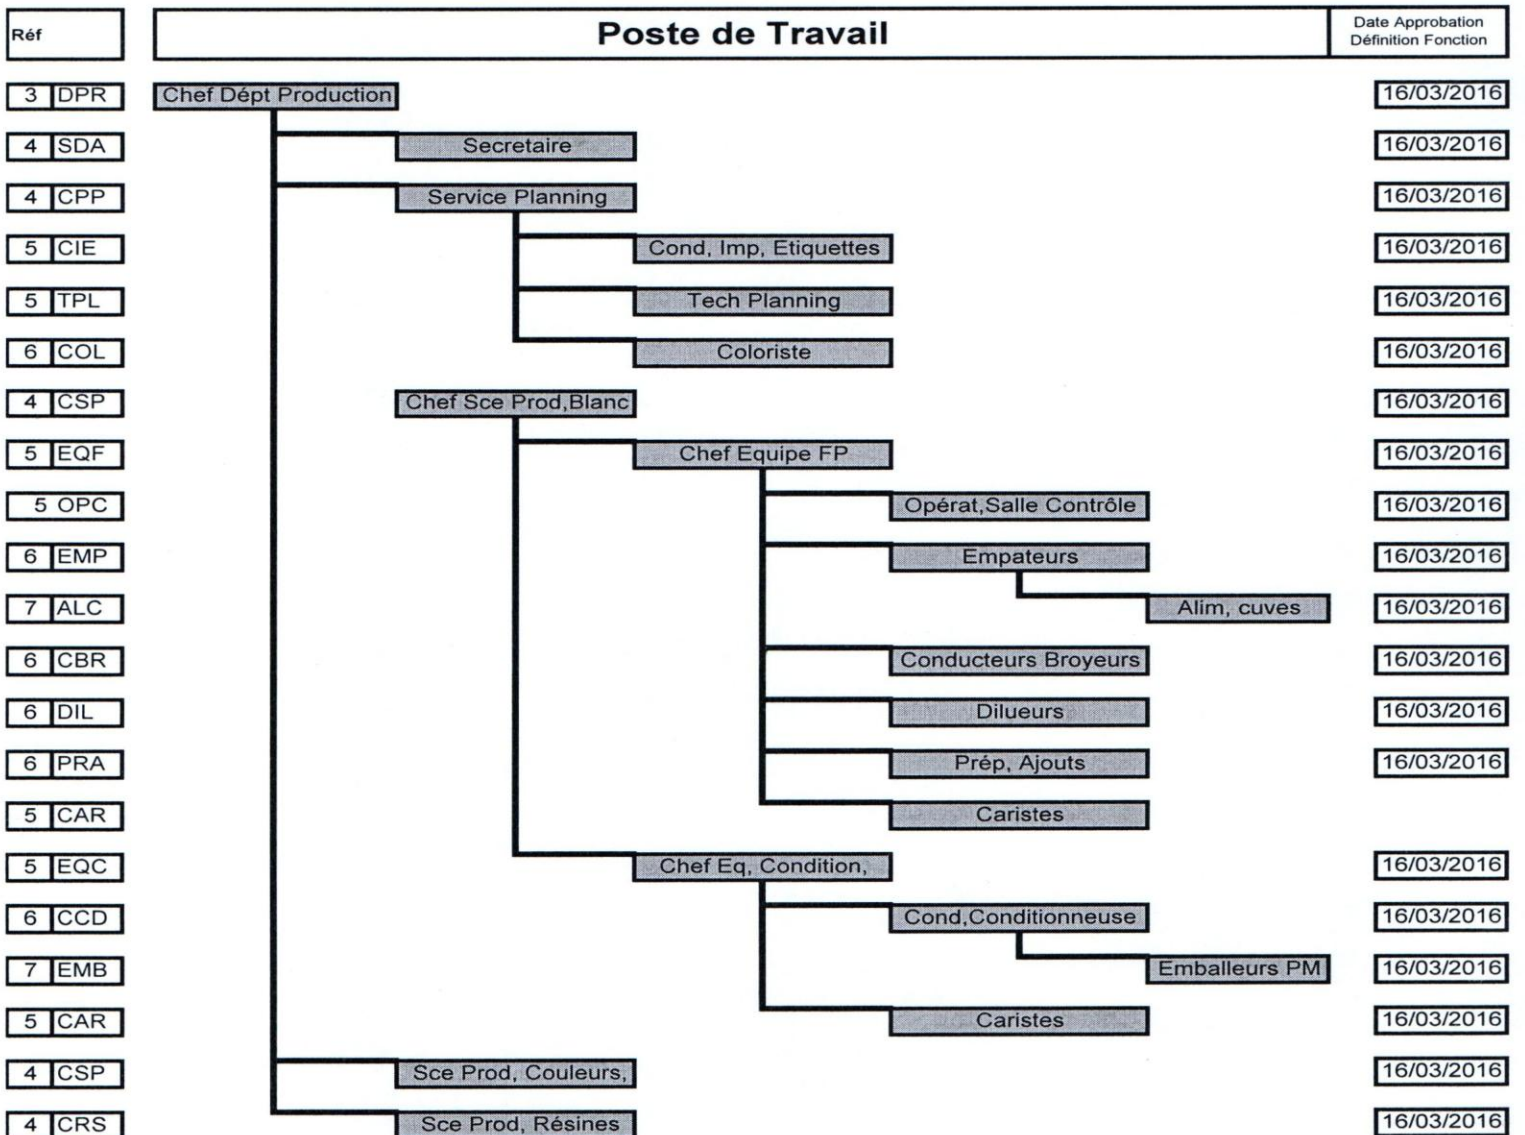 Réf Poste de Travail Date Approbation
Définition Fonction
3 DPR Chef Dépt Production 16/03/2016
4 SDA Secretaire 16/03/2016
4 CPP Service Planning 16/03/2016
5 CIE Cond, Imp, Etiquettes 16/03/2016
5 TPL Tech Planning 16/03/2016
6 COL Coloriste 16/03/2016
4 CSP Chef Sce Prod,Blanc 16/03/2016
5 EQF Chef Equipe FP 16/03/2016
5 OPC Opérat,Salle Contrôle 16/03/2016
6 EMP Empateurs 16/03/2016
7 ALC Alim, cuves 16/03/2016
6 CBR Conducteurs Broyeurs 16/03/2016
6 DIL Dilueurs 16/03/2016
6 PRA Prép, Ajouts 16/03/2016
5 CAR Caristes
5 EQC Chef Eq, Condition, 16/03/2016
6 CCD Cond,Conditionneuse 16/03/2016
7 EMB Emballeurs PM 16/03/2016
5 CAR Caristes 16/03/2016
4 CSP Sce Prod, Couleurs, 16/03/2016
4 CRS Sce Prod, Résines 16/03/2016